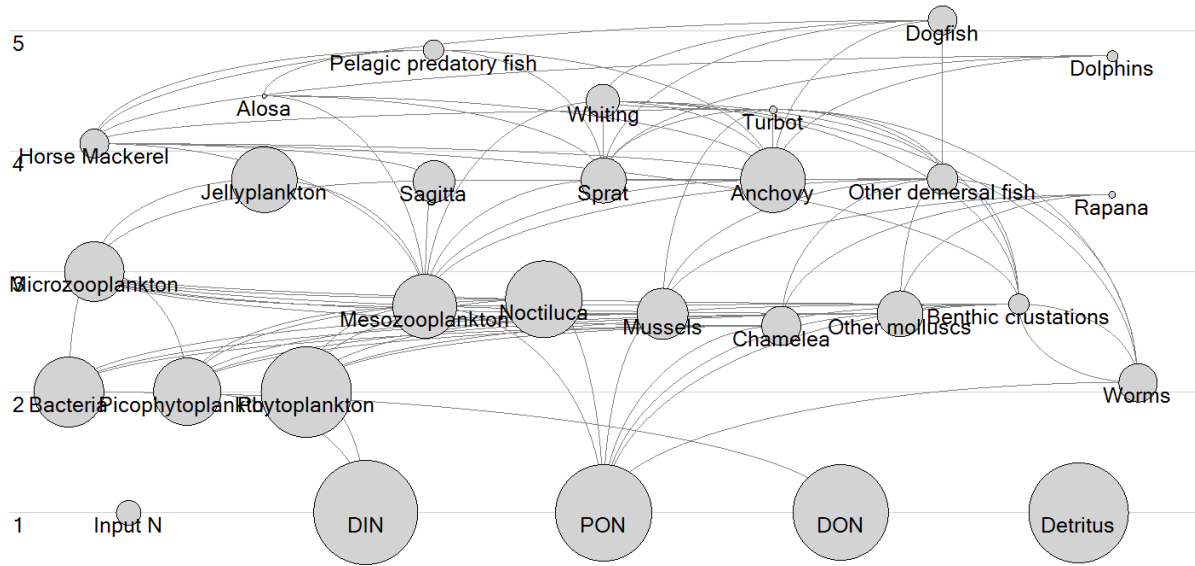 5
Dogfish
Pelagic predatory fish
Dolphins
Alosa
Whiting
Turbot
Horse Mackerel
4
Jellyplankton
Sagitta
Sprat
Anchovy
Other demersal fish
Rapana
3
Microzooplankton
Mesozooplankton
Noctiluca
Mussels
Chamelea
Other molluscs
Benthic crustations
2
Bacteria
Picophytoplankton
Phytoplankton
Worms
1
Input N
DIN
PON
DON
Detritus